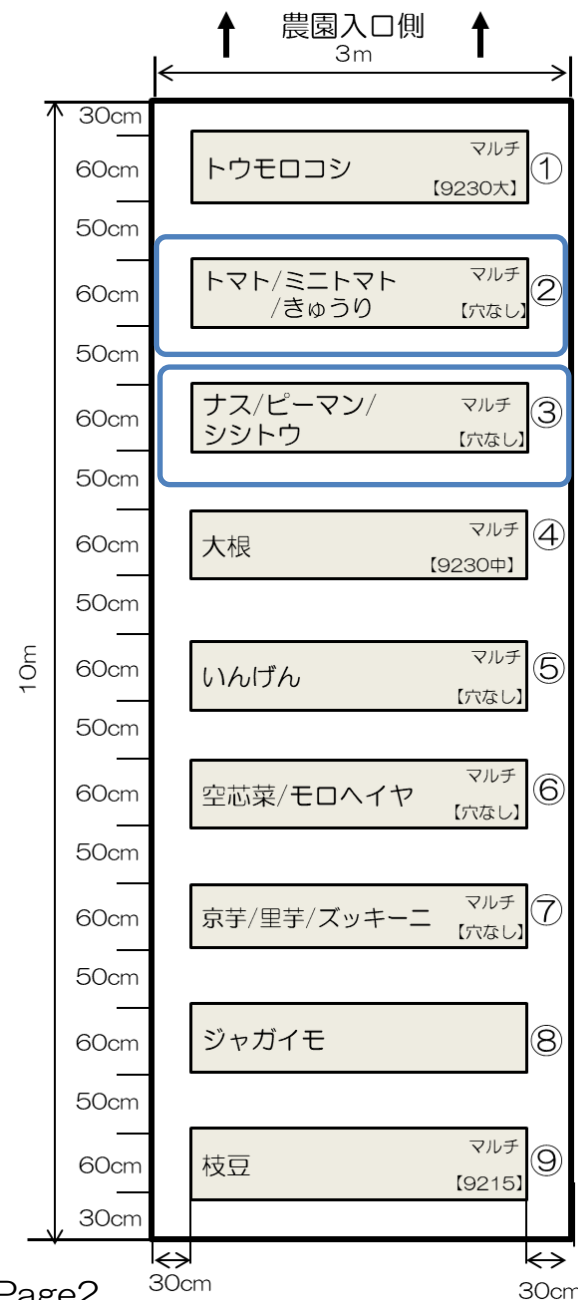 農園入口側
3m
30cm
60cm
トウモロコシ
マルチ
【9230大】
①
50cm
60cm
トマト/ミニトマト
/きゅうり
マルチ
【穴なし】
②
50cm
60cm
ナス/ピーマン/
シシトウ
マルチ
【穴なし】
③
50cm
60cm
大根
マルチ
【9230中】
④
50cm
10m
60cm
いんげん
マルチ
【穴なし】
⑤
50cm
60cm
空芯菜/モロヘイヤ
マルチ
【穴なし】
⑥
50cm
60cm
京芋/里芋/ズッキーニ
マルチ
【穴なし】
⑦
50cm
60cm
ジャガイモ
⑧
50cm
60cm
枝豆
マルチ
【9215】
⑨
30cm
Page2
30cm
30cm